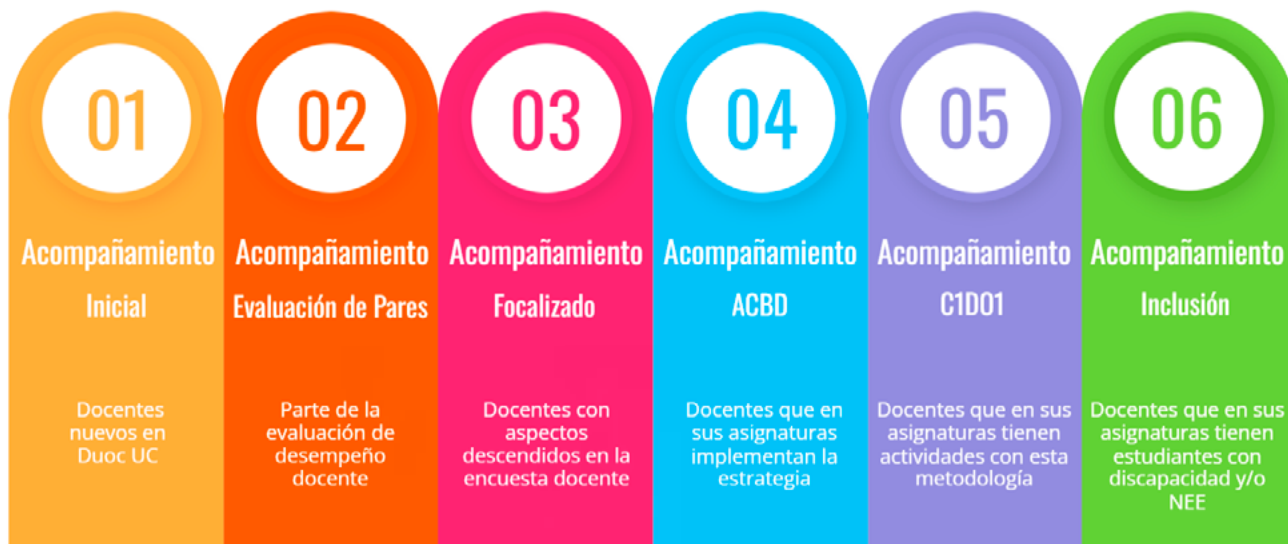 01
Acompañamiento
Inicial
Docentes
nuevos en
Duoc UC
02
Acompañamiento
Evaluación de Pares
Parte de la
evaluación de
desempeño
docente
03
Acompañamiento
Focalizado
Docentes con
aspectos
descendidos en la
encuesta docente
04
Acompañamiento
ACBD
Docentes que en
sus asignaturas
implementan la
estrategia
05
Acompañamiento
C1DO1
Docentes que en sus
asignaturas tienen
actividades con esta
metodología
06
Acompañamiento
Inclusión
Docentes que en sus
asignaturas tienen
estudiantes con
discapacidad y/o
NEE